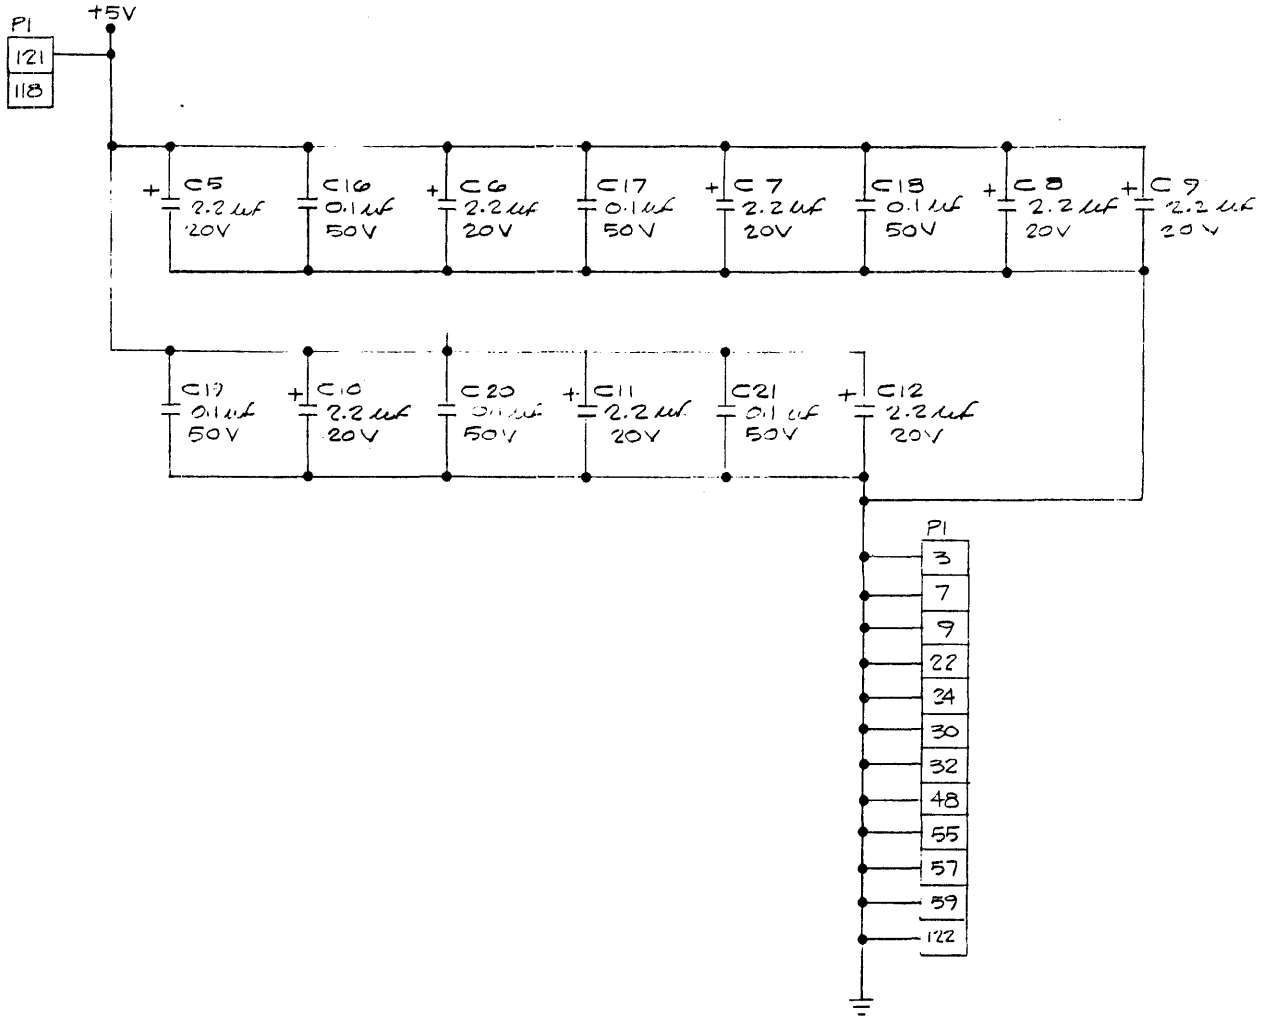 +5V
P1
121
118
+ C5
2.2 uf
20V
C16
0.1 uf
50V
+ C6
2.2 uf
20V
C17
0.1 uf
50V
+ C7
2.2 uf
20V
C18
0.1 uf
50V
+ C8
2.2 uf
20V
+ C9
2.2 uf
20V
C19
0.1 uf
50V
+ C10
2.2 uf
20V
C20
0.1 uf
50V
+ C11
2.2 uf
20V
C21
0.1 uf
50V
+ C12
2.2 uf
20V
P1
3
7
9
22
34
30
32
48
55
57
59
122